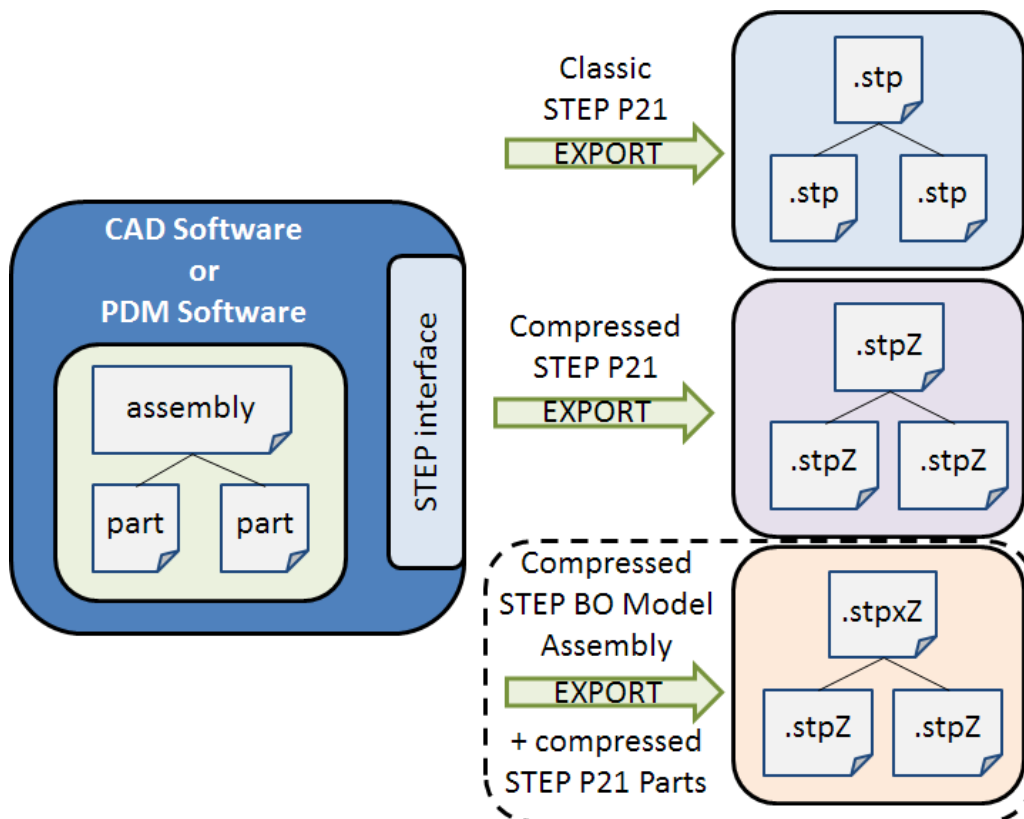 CAD Software
or
PDM Software
assembly
part part
STEP interface
Classic
STEP P21
EXPORT
.stp
.stp .stp
Compressed
STEP P21
EXPORT
.stpZ
.stpZ .stpZ
Compressed
STEP BO Model
Assembly
EXPORT
+ compressed
STEP P21 Parts
.stpxZ
.stpZ .stpZ